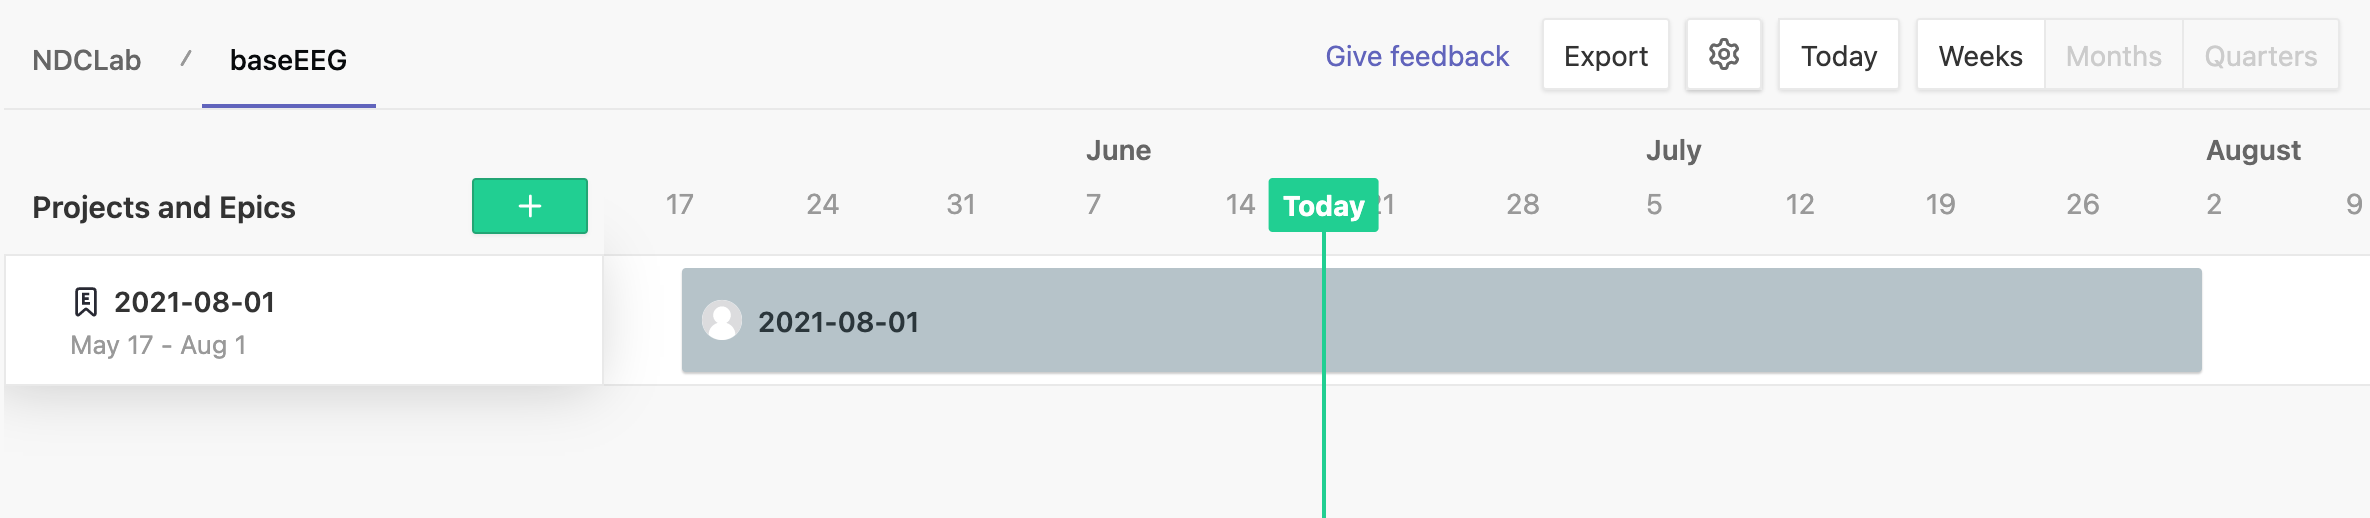 NDCLab / baseEEG
Give feedback Export Today Weeks Months Quarters
June July August
Projects and Epics + 17 24 31 7 14 Today 21 28 5 12 19 26 2 9
E 2021-08-01
May 17 - Aug 1
2021-08-01